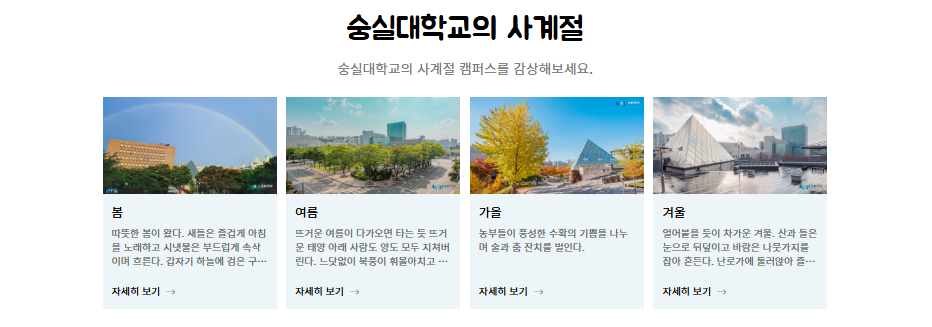 숭실대학교의 사계절
숭실대학교의 사계절 캠퍼스를 감상해보세요.
봄
따뜻한 봄이 왔다. 새들은 즐겁게 아침
을 노래하고 시냇물은 부드럽게 속삭
이며 흐른다. 갑자기 하늘에 검은 구…
자세히 보기 →
여름
뜨거운 여름이 다가오면 타는 듯 뜨거
운 태양 아래 사람도 양도 모두 지쳐버
린다. 느닷없이 북풍이 휘몰아치고 …
자세히 보기 →
가을
농부들이 풍성한 수확의 기쁨을 나누
며 술과 춤 잔치를 벌인다.
자세히 보기 →
겨울
얼어붙을 듯이 차가운 겨울. 산과 들은
눈으로 뒤덮이고 바람은 나뭇가지를
잡아 흔든다. 난로가에 둘러앉아 즐…
자세히 보기 →